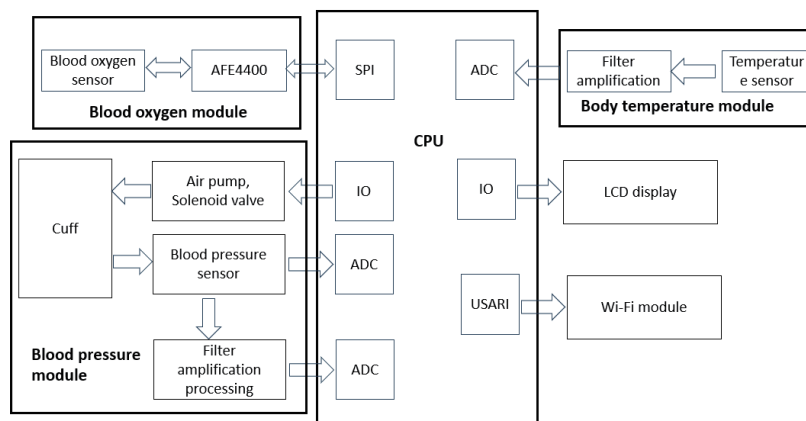 Blood oxygen
sensor
AFE4400
SPI
Blood oxygen module
ADC
Filter
amplification
Temperatur
e sensor
Body temperature module
CPU
Cuff
Air pump,
Solenoid valve
IO
IO
LCD display
Blood pressure
sensor
ADC
USARI
Wi-Fi module
Blood pressure
module
Filter
amplification
processing
ADC